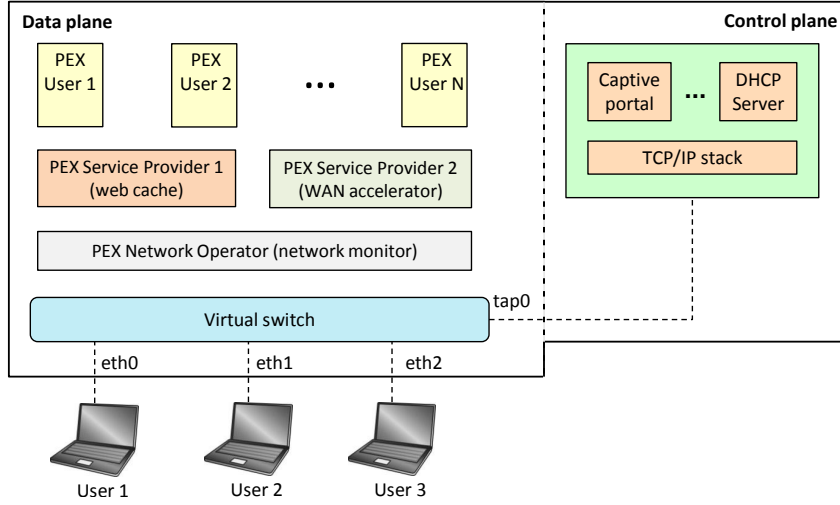 Data plane
Control plane
PEX
User 1
PEX
User 2
...
PEX
User N
Captive
portal
...
DHCP
Server
TCP/IP stack
PEX Service Provider 1
(web cache)
PEX Service Provider 2
(WAN accelerator)
PEX Network Operator (network monitor)
tap0
Virtual switch
eth0
eth1
eth2
User 1
User 2
User 3